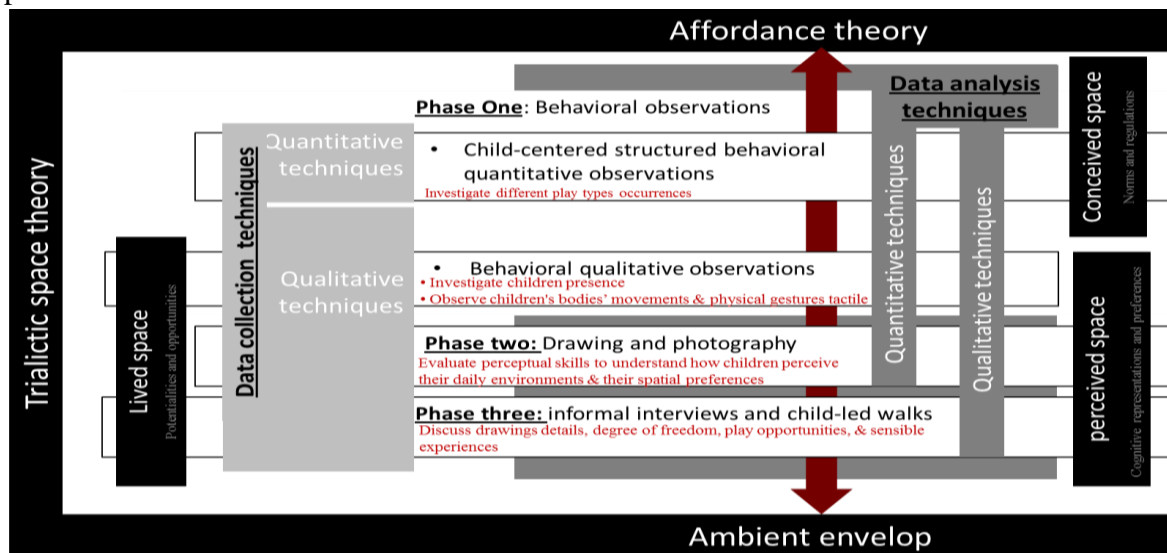 Affordance theory
Trialictic space theory
Data collection techniques
Quantitative
techniques
Qualitative
techniques
Lived space
Potentialities and opportunities
Phase One: Behavioral observations
• Child-centered structured behavioral
quantitative observations
Investigate different play types occurrences
• Behavioral qualitative observations
• Investigate children presence
• Observe children's bodies’ movements & physical gestures tactile
Phase two: Drawing and photography
Evaluate perceptual skills to understand how children perceive
their daily environments & their spatial preferences
Phase three: informal interviews and child-led walks
Discuss drawings details, degree of freedom, play opportunities, & sensible
experiences
Data analysis
techniques
Quantitative techniques
Qualitative techniques
Conceived space
Norms and regulations
perceived space
Cognitive representations and preferences
Ambient envelop